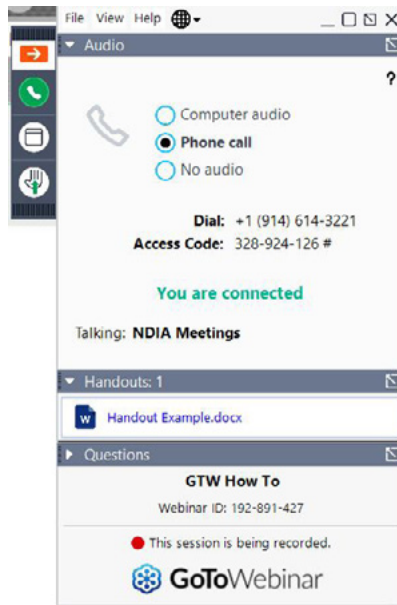 File View Help
Audio
?
Computer audio
Phone call
No audio
Dial: +1 (914) 614-3221
Access Code: 328-924-126 #
You are connected
Talking: NDIA Meetings
Handouts: 1
W Handout Example.docx
Questions
GTW How To
Webinar ID: 192-891-427
This session is being recorded.
GoToWebinar